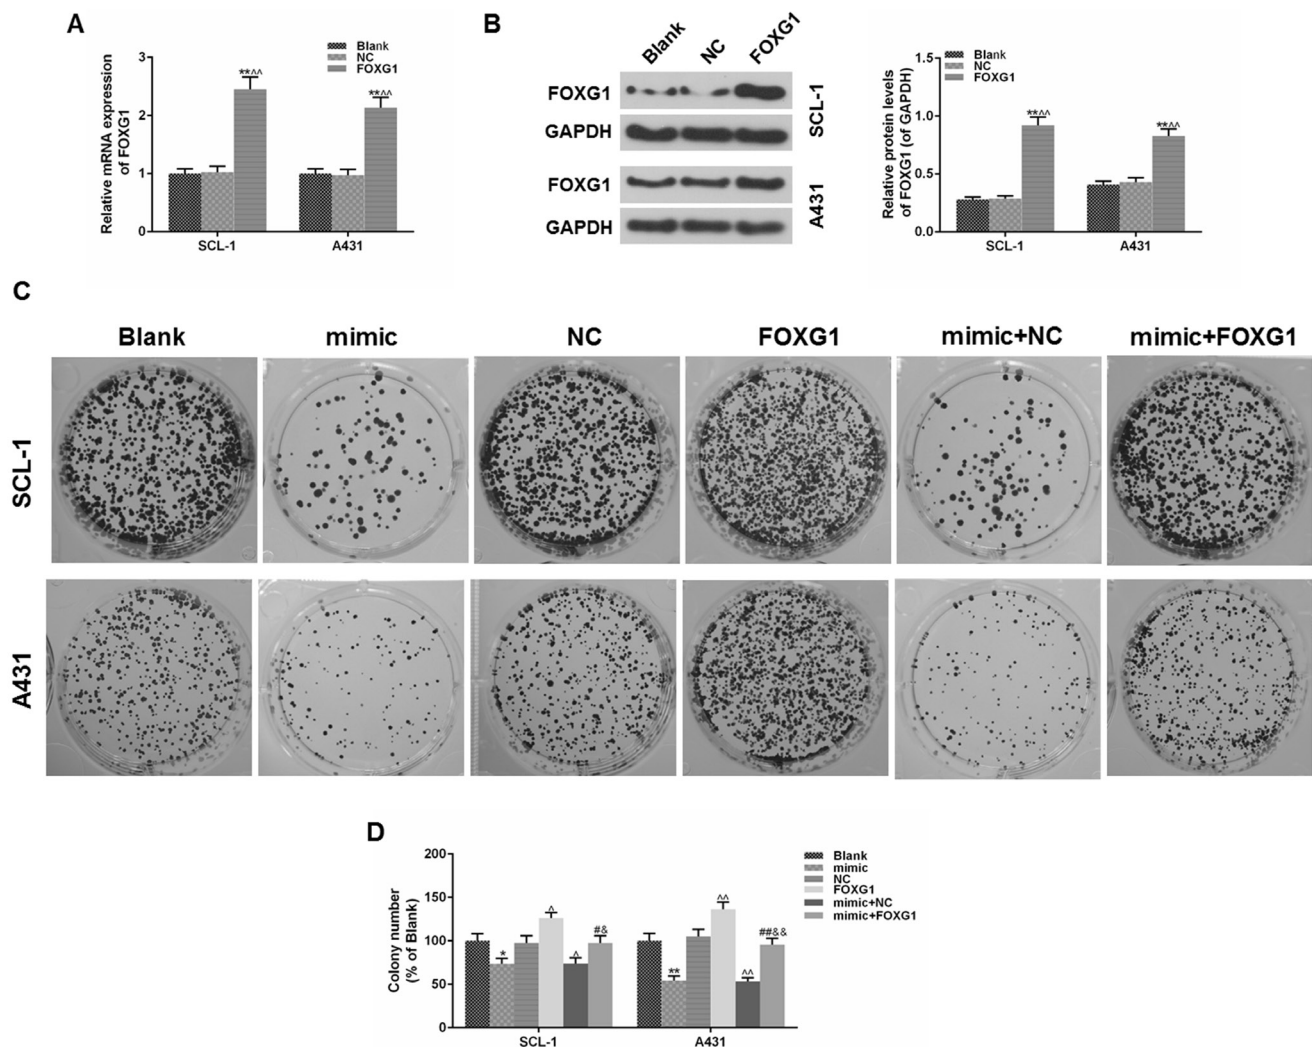 A
Relative mRNA expression
of FOXG1
3
2
1
0
Blank
NC
FOXG1
**^^
**^^
SCL-1
A431
B
Blank
NC
FOXG1
FOXG1
GAPDH
SCL-1
FOXG1
GAPDH
A431
Relative protein levels
of FOXG1 (of GAPDH)
1.5
1.0
0.5
0.0
Blank
NC
FOXG1
**^^
**^^
SCL-1
A431
C
Blank
mimic
NC
FOXG1
mimic+NC
mimic+FOXG1
SCL-1
A431
D
Colony number
(% of Blank)
200
150
100
50
0
*
^
^
#&
**
^^
^^
##&&
SCL-1
A431
Blank
mimic
NC
FOXG1
mimic+NC
mimic+FOXG1